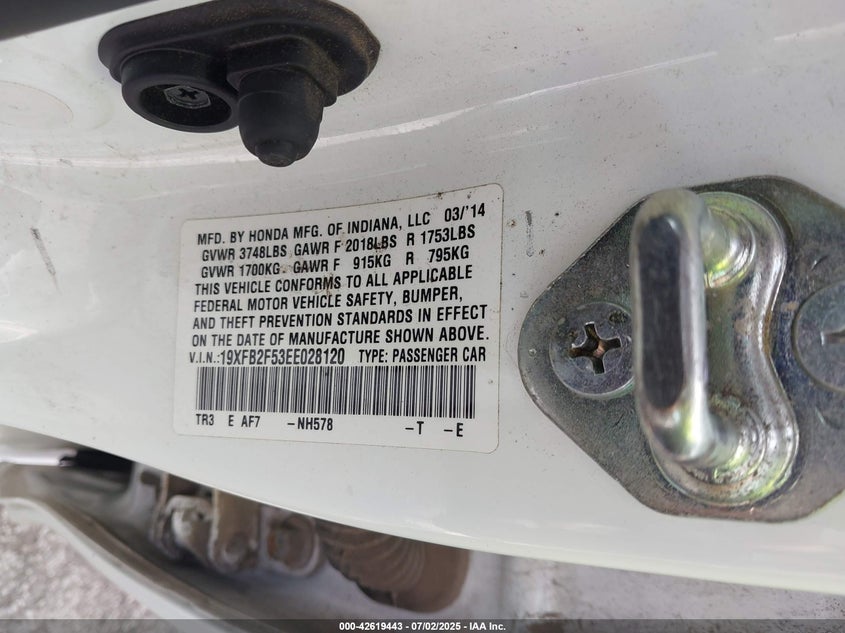 MFD. BY HONDA MFG. OF INDIANA, LLC 03/'14
GVWR 3748LBS GAWR F 2018LBS R 1753LBS
GVWR 1700KG GAWR F 915KG R 795KG
THIS VEHICLE CONFORMS TO ALL APPLICABLE
FEDERAL MOTOR VEHICLE SAFETY, BUMPER,
AND THEFT PREVENTION STANDARDS IN EFFECT
ON THE DATE OF MANUFACTURE SHOWN ABOVE.
V.I.N.:19XFB2F53EE028120 TYPE: PASSENGER CAR
TR3 E AF7 -NH578 -T -E
000-42619443 - 07/02/2025 - IAA Inc.